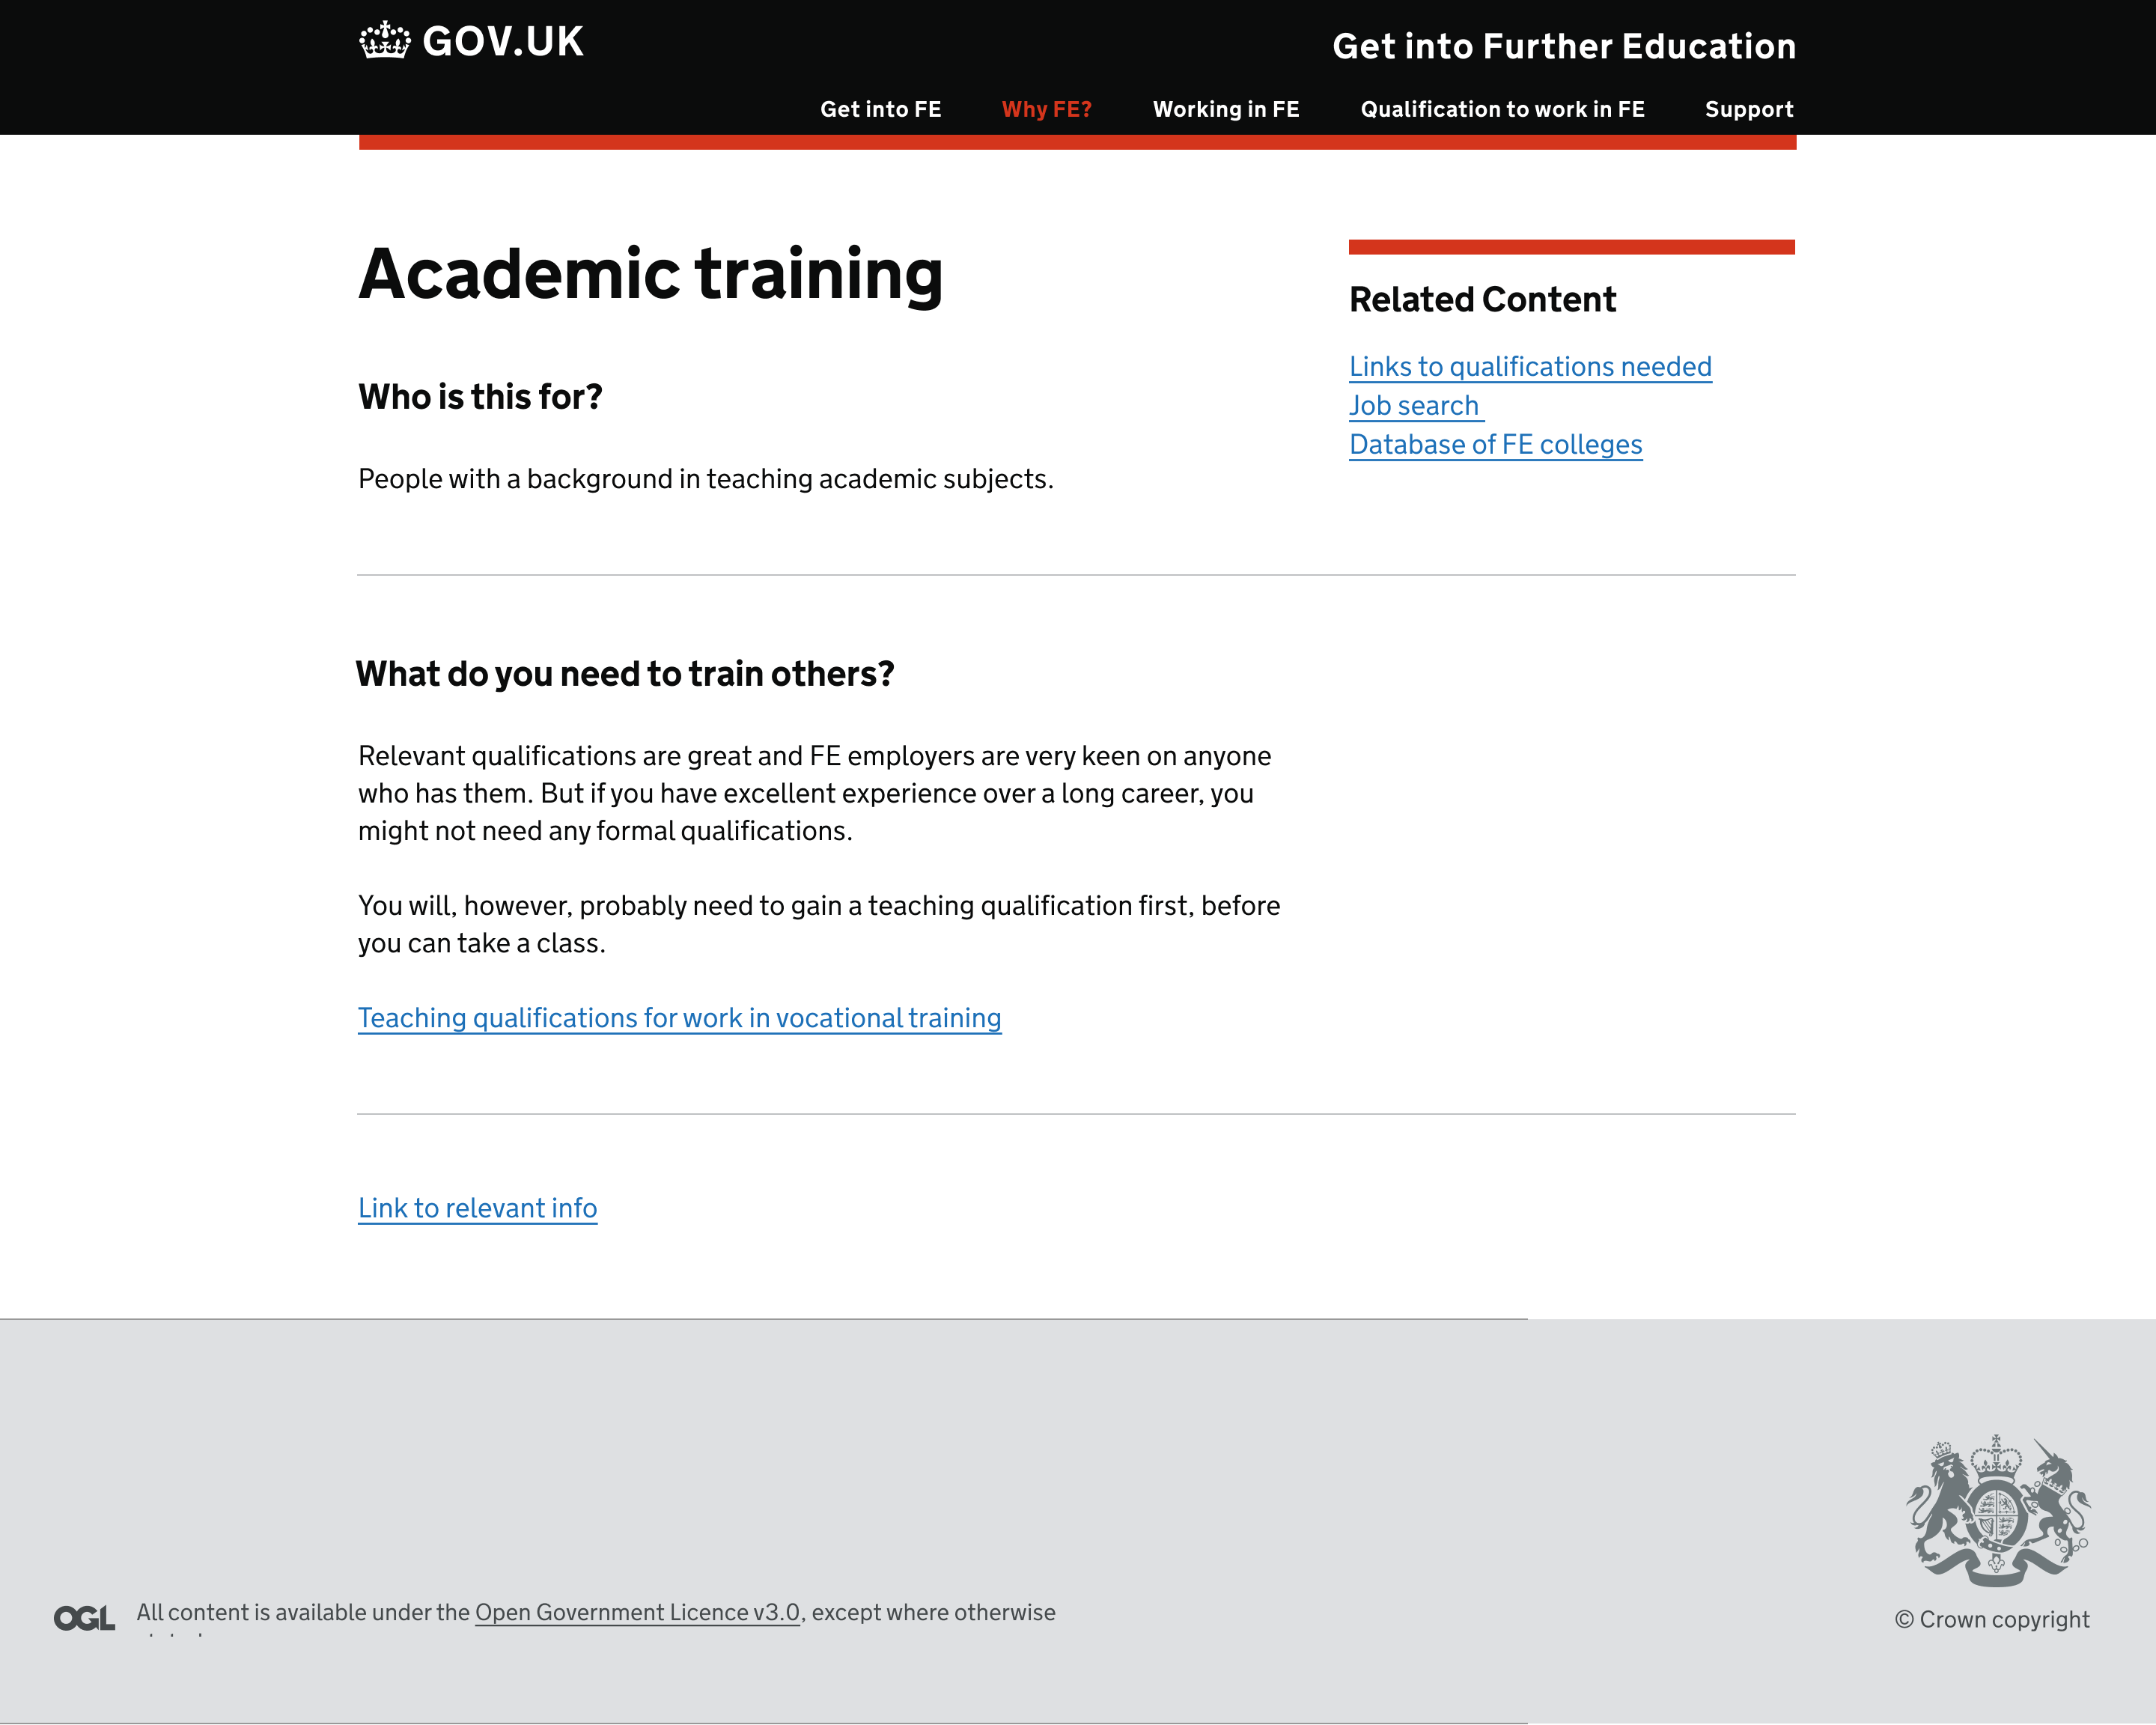 GOV.UK
Get into Further Education
Get into FE
Why FE?
Working in FE
Qualification to work in FE
Support
Academic training
Who is this for?
People with a background in teaching academic subjects.
Related Content
Links to qualifications needed
Job search
Database of FE colleges
What do you need to train others?
Relevant qualifications are great and FE employers are very keen on anyone
who has them. But if you have excellent experience over a long career, you
might not need any formal qualifications.
You will, however, probably need to gain a teaching qualification first, before
you can take a class.
Teaching qualifications for work in vocational training
Link to relevant info
OGL
All content is available under the Open Government Licence v3.0, except where otherwise
© Crown copyright